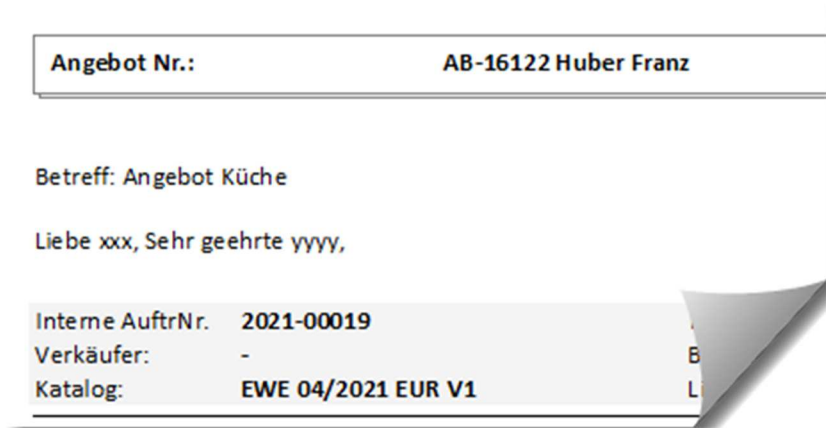 Angebot Nr.: AB-16122 Huber Franz
Betreff: Angebot Küche
Liebe xxx, Sehr geehrte yyyy,
Interne AuftrNr. 2021-00019
Verkäufer: -
Katalog: EWE 04/2021 EUR V1